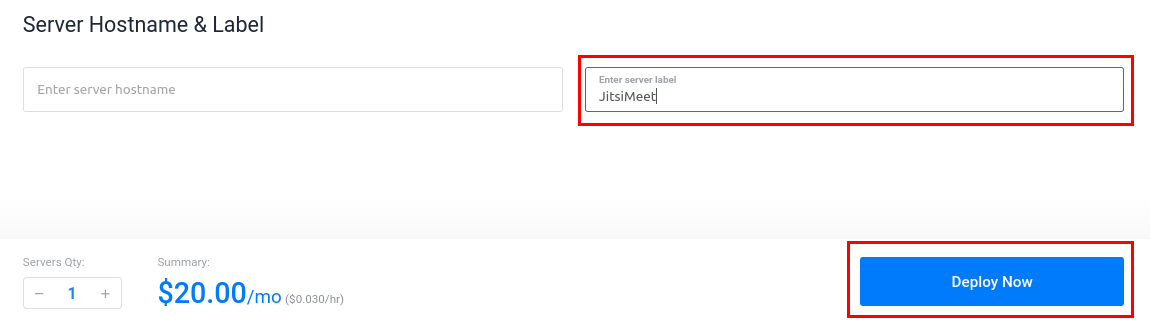 Server Hostname & Label
Enter server hostname
Enter server label
JitsiMeet
Servers Qty:
Summary:
− 1 +
$20.00/mo ($0.030/hr)
Deploy Now